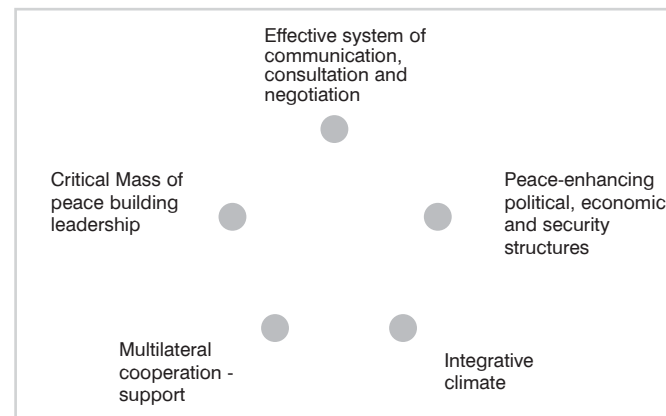 Effective system of
communication,
consultation and
negotiation
Critical Mass of
peace building
leadership
Peace-enhancing
political, economic
and security
structures
Multilateral
cooperation -
support
Integrative
climate